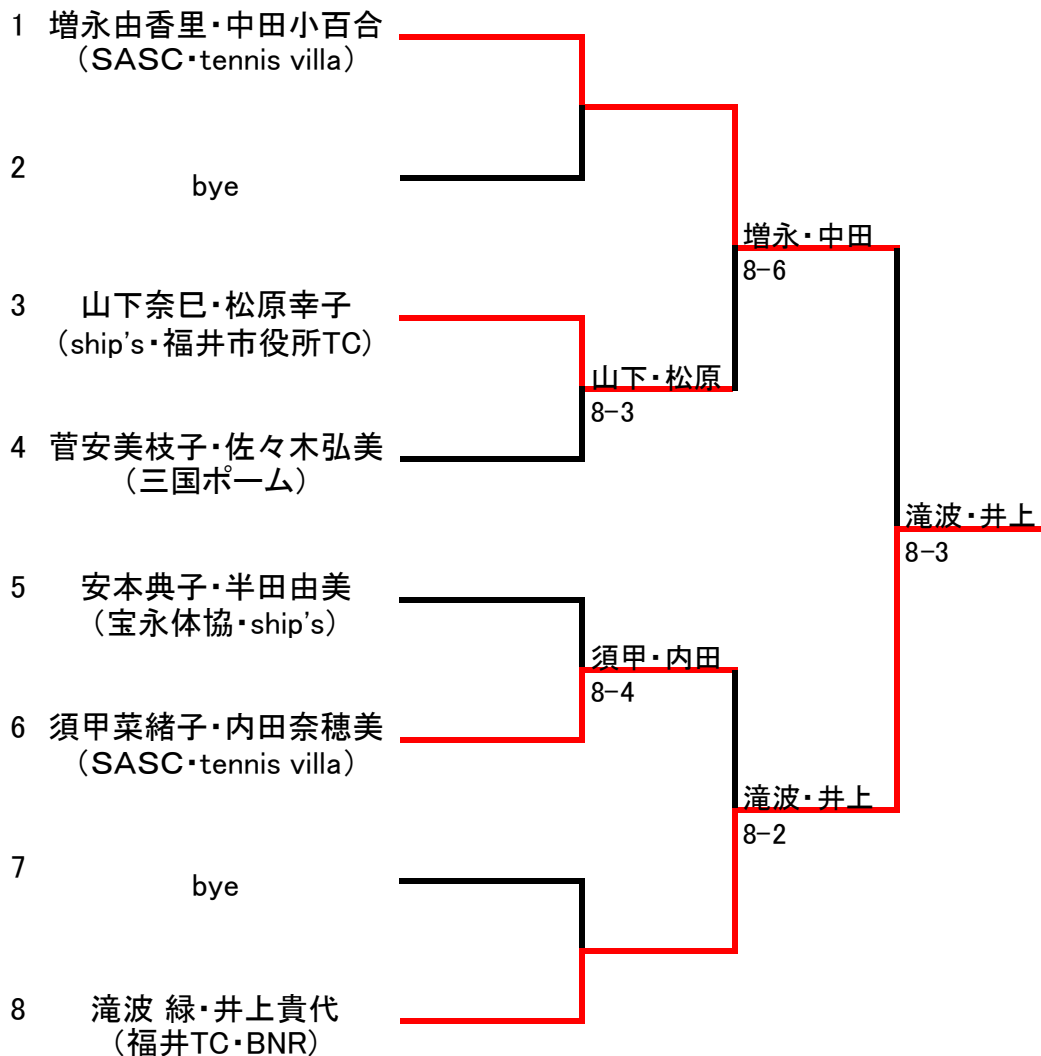 1 増永由香里・中田小百合
（SASC・tennis villa）
2 bye
増永・中田
8-6
3 山下奈巳・松原幸子
（ship's・福井市役所TC）
山下・松原
8-3
4 菅安美枝子・佐々木弘美
（三国ポーム）
滝波・井上
8-3
5 安本典子・半田由美
（宝永体協・ship's）
須甲・内田
8-4
6 須甲菜緒子・内田奈穂美
（SASC・tennis villa）
滝波・井上
8-2
7 bye
8 滝波 緑・井上貴代
（福井TC・BNR）